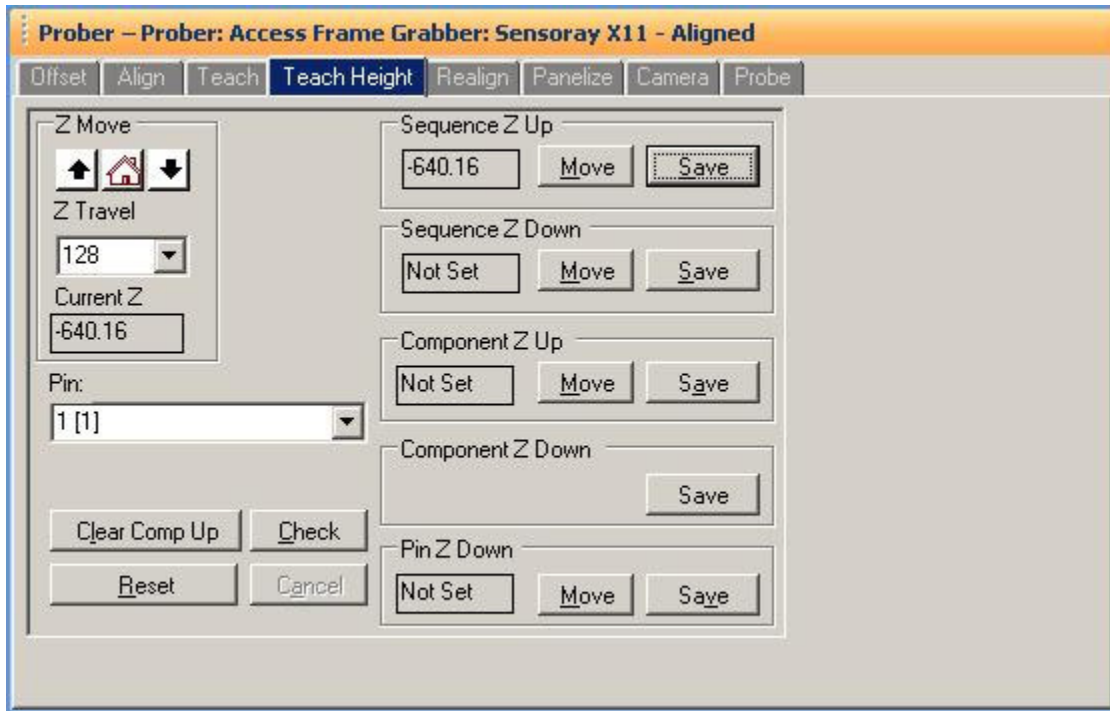 Prober – Prober: Access Frame Grabber: Sensoray X11 - Aligned
Offset Align Teach Teach Height Realign Panelize Camera Probe
Z Move
Z Travel
128
Current Z
-640.16
Pin:
1 [1]
Clear Comp Up Check
Reset Cancel
Sequence Z Up
-640.16 Move Save
Sequence Z Down
Not Set Move Save
Component Z Up
Not Set Move Save
Component Z Down
Save
Pin Z Down
Not Set Move Save